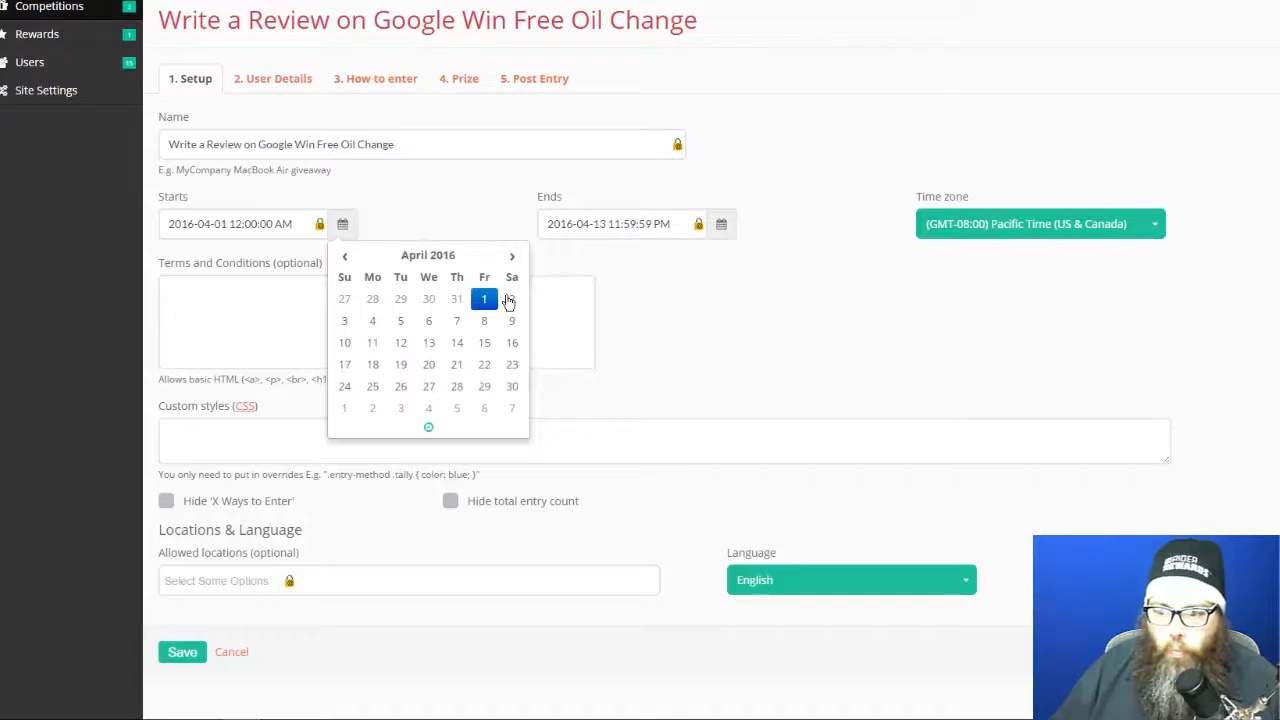 Competitions 2
Write a Review on Google Win Free Oil Change
Rewards 1
Users 15
Site Settings
1. Setup 2. User Details 3. How to enter 4. Prize 5. Post Entry
Name
Write a Review on Google Win Free Oil Change
E.g. MyCompany MacBook Air giveaway
Starts Ends Time zone
2016-04-01 12:00:00 AM 2016-04-13 11:59:59 PM (GMT-08:00) Pacific Time (US & Canada)
‹ April 2016 ›
Terms and Conditions (optional)
Su Mo Tu We Th Fr Sa
27 28 29 30 31 1
3 4 5 6 7 8 9
10 11 12 13 14 15 16
17 18 19 20 21 22 23
Allows basic HTML (<a>, <p>, <br>, <h1
24 25 26 27 28 29 30
1 2 3 4 5 6 7
Custom styles (CSS)
You only need to put in overrides E.g. ".entry-method .tally { color: blue; }"
Hide 'X Ways to Enter' Hide total entry count
Locations & Language
Allowed locations (optional) Language
Select Some Options English
Save Cancel
REWARDS